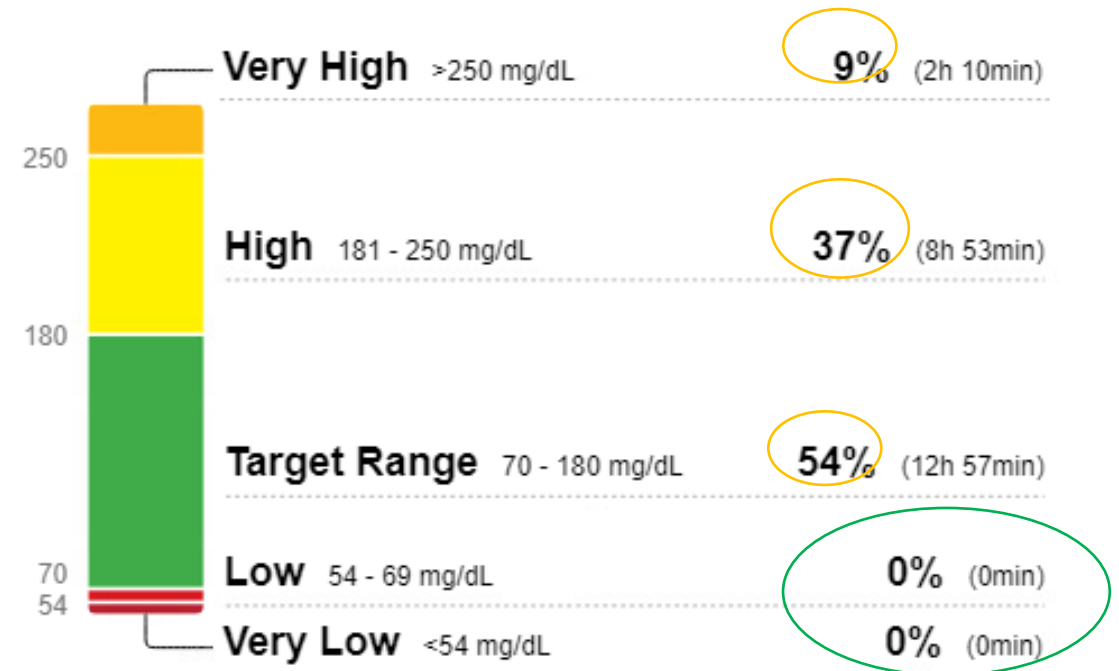 Very High >250 mg/dL 9% (2h 10min)
250
High 181 - 250 mg/dL 37% (8h 53min)
180
Target Range 70 - 180 mg/dL 54% (12h 57min)
70
Low 54 - 69 mg/dL 0% (0min)
54
Very Low <54 mg/dL 0% (0min)